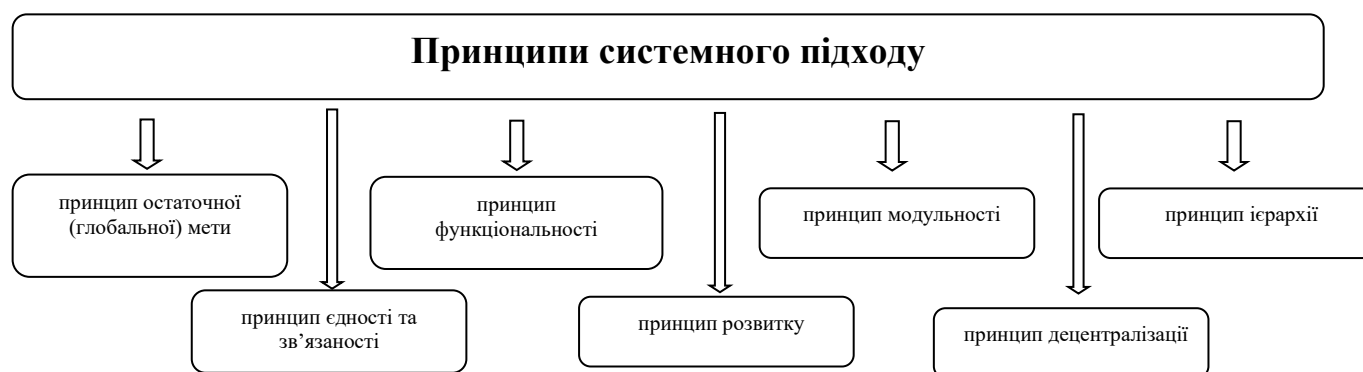 Принципи системного підходу
принцип остаточної
(глобальної) мети
принцип
функціональності
принцип модульності
принцип ієрархії
принцип єдності та
зв’язаності
принцип розвитку
принцип децентралізації